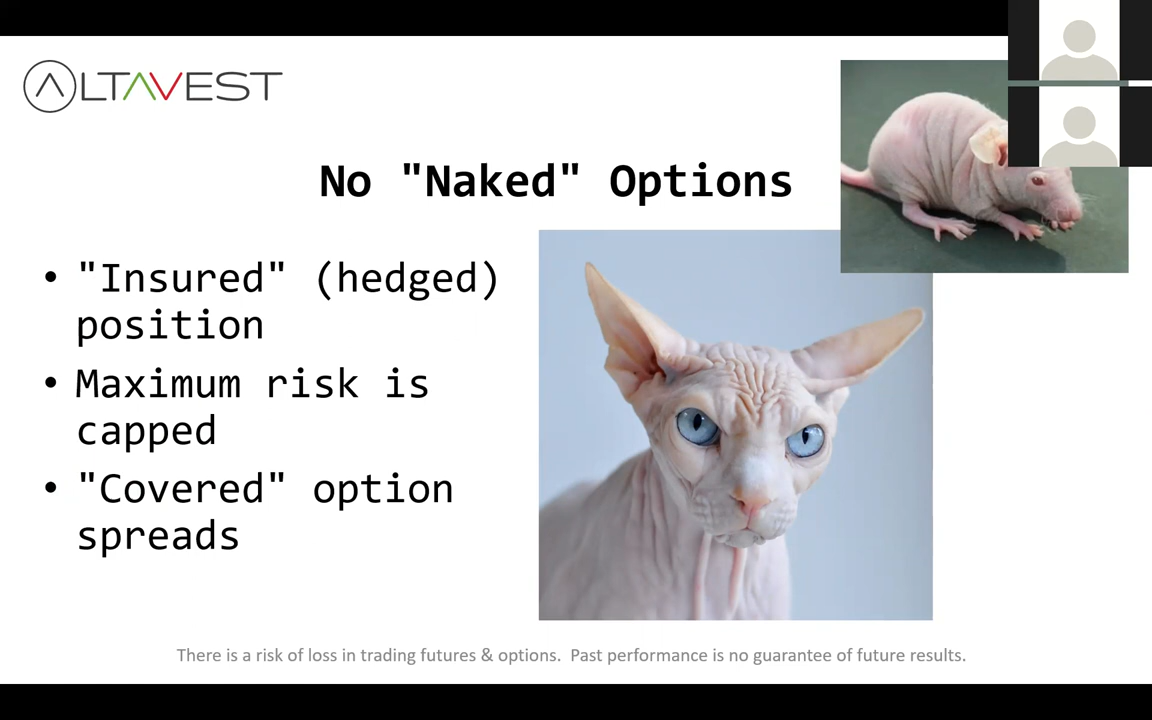 ALTAVEST
No "Naked" Options
• "Insured" (hedged)
position
• Maximum risk is
capped
• "Covered" option
spreads
There is a risk of loss in trading futures & options.  Past performance is no guarantee of future results.